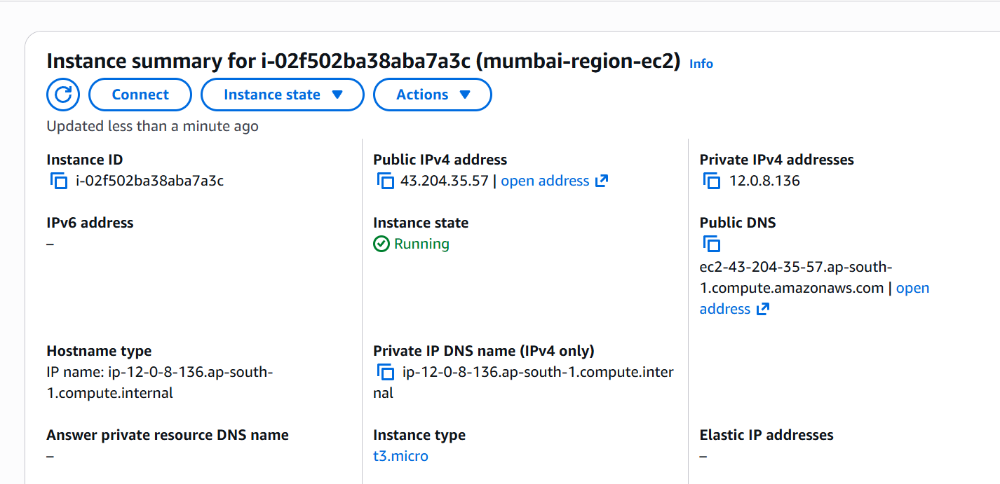 Instance summary for i-02f502ba38aba7a3c (mumbai-region-ec2) Info
Connect
Instance state
Actions
Updated less than a minute ago
Instance ID
i-02f502ba38aba7a3c
Public IPv4 address
43.204.35.57 | open address
Private IPv4 addresses
12.0.8.136
IPv6 address
–
Instance state
Running
Public DNS
ec2-43-204-35-57.ap-south-
1.compute.amazonaws.com | open
address
Hostname type
IP name: ip-12-0-8-136.ap-south-
1.compute.internal
Private IP DNS name (IPv4 only)
ip-12-0-8-136.ap-south-1.compute.inter
nal
Answer private resource DNS name
–
Instance type
t3.micro
Elastic IP addresses
–